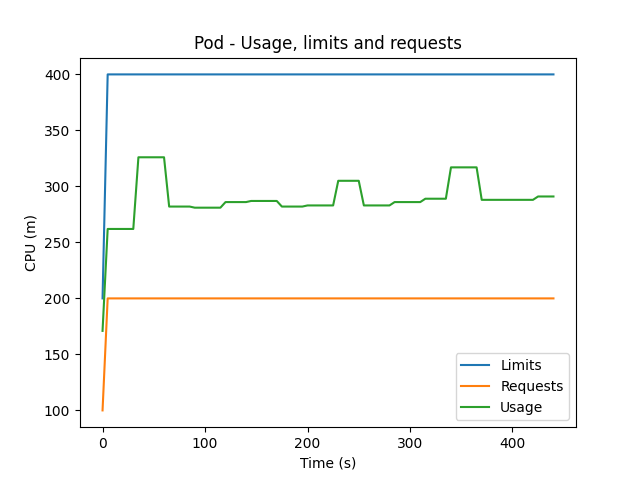 Pod - Usage, limits and requests
400
350
300
250
200
150
100
CPU (m)
0
100
200
300
400
Time (s)
Limits
Requests
Usage